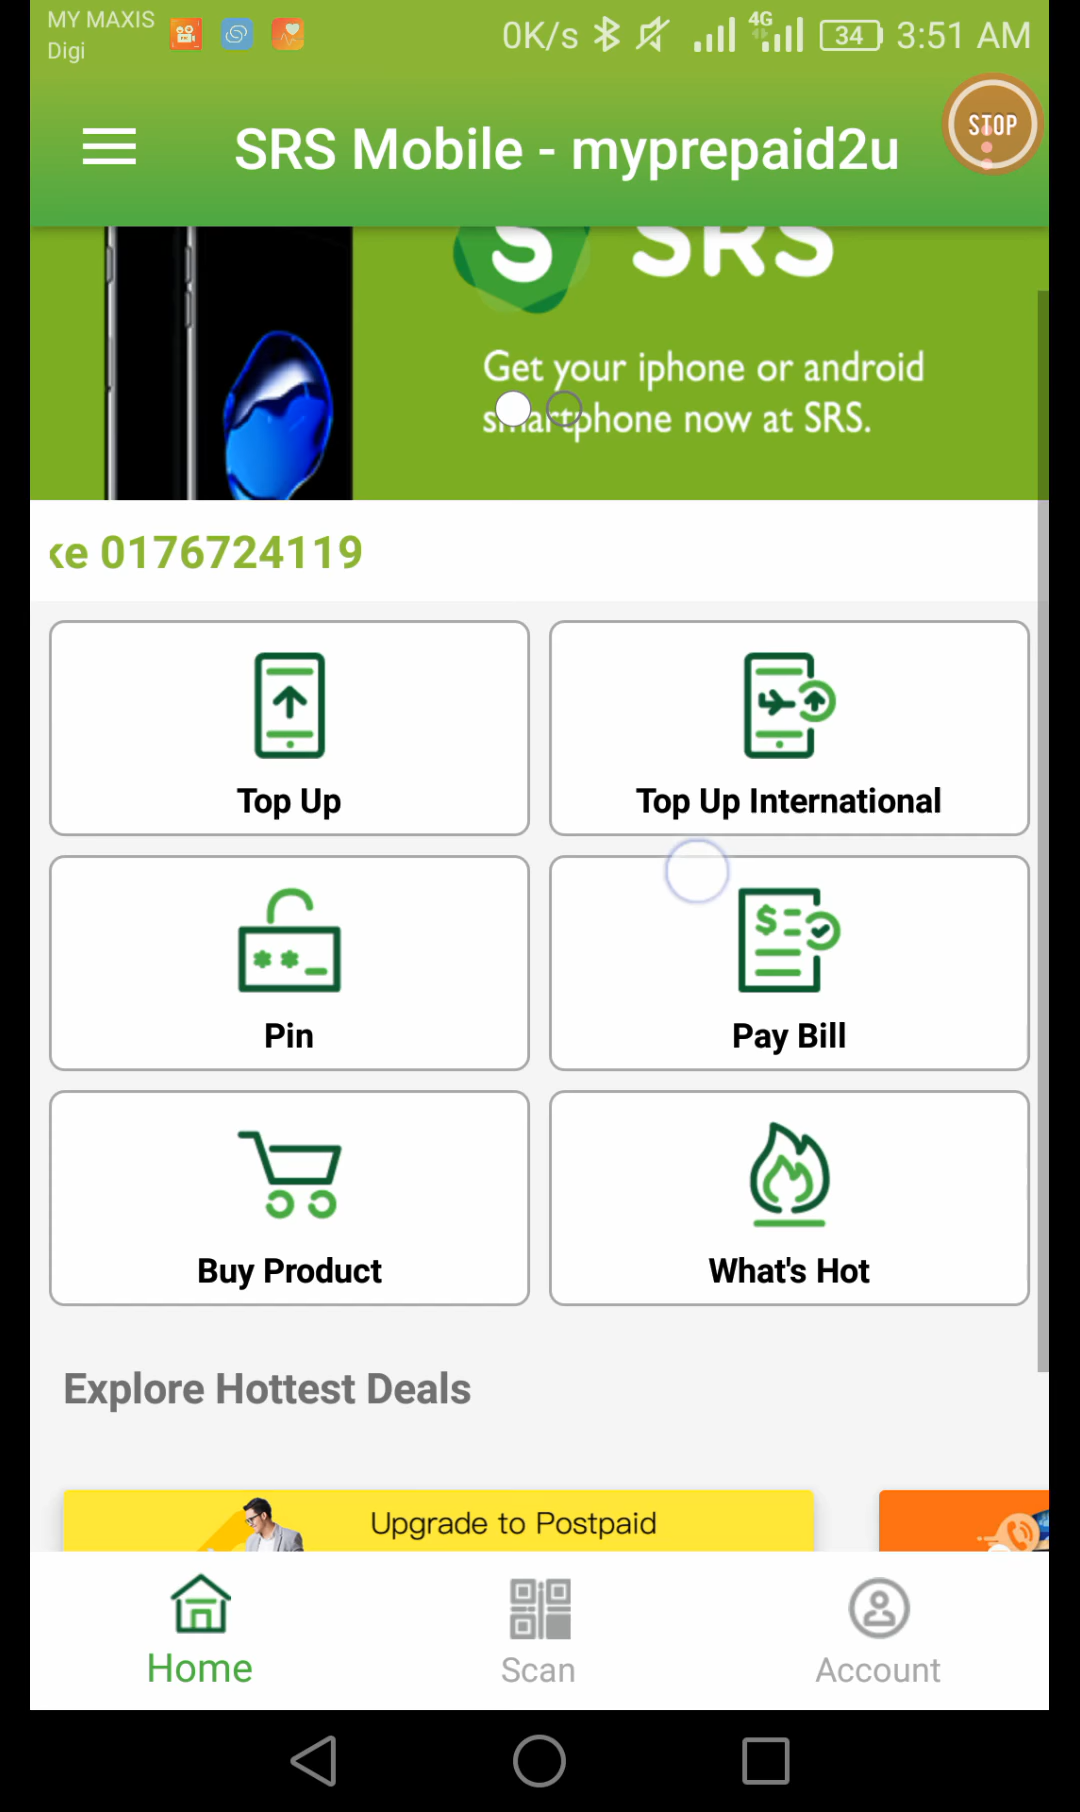 MY MAXIS
Digi
0K/s
4G
34
3:51 AM
SRS Mobile - myprepaid2u
STOP
S SRS
Get your iphone or android
smartphone now at SRS.
ke 0176724119
Top Up
Top Up International
$
**_
Pin
Pay Bill
Buy Product
What's Hot
Explore Hottest Deals
Upgrade to Postpaid
Home
Scan
Account